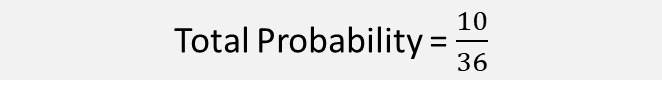 Total Probability = 10/36